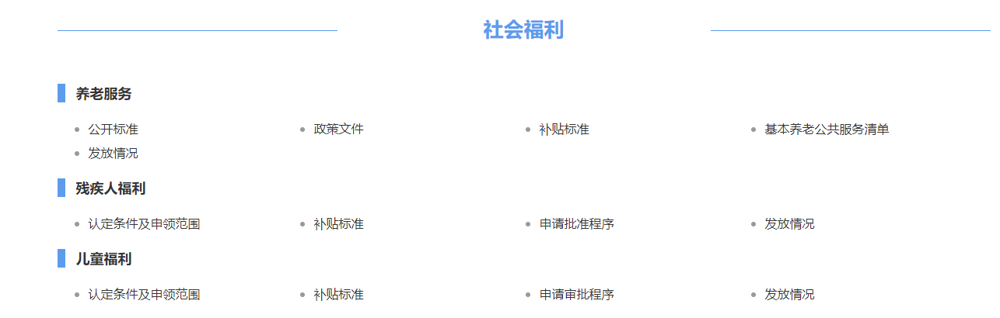 社会福利
养老服务
公开标准 政策文件 补贴标准 基本养老公共服务清单
发放情况
残疾人福利
认定条件及申领范围 补贴标准 申请批准程序 发放情况
儿童福利
认定条件及申领范围 补贴标准 申请审批程序 发放情况